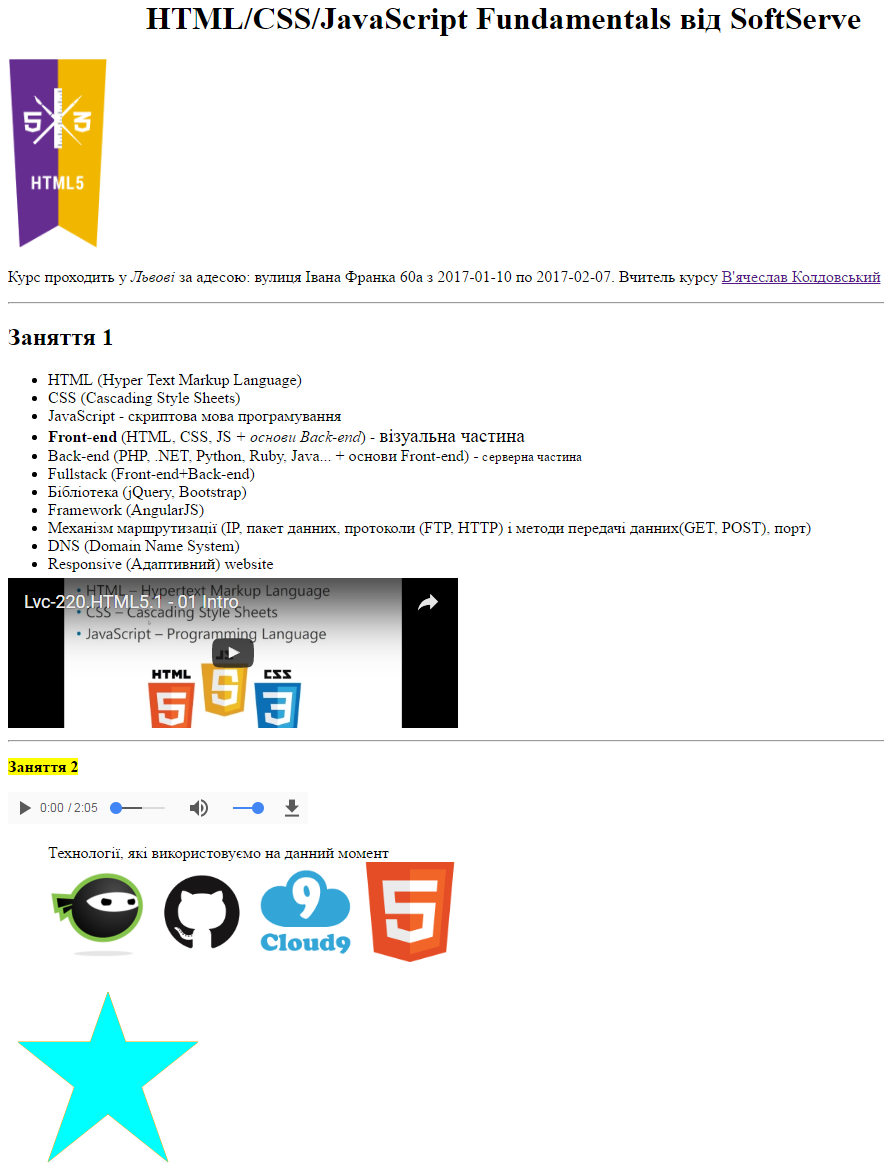 HTML/CSS/JavaScript Fundamentals від SoftServe
5 3
HTML5
Курс проходить у Львові за адесою: вулиця Івана Франка 60а з 2017-01-10 по 2017-02-07. Вчитель курсу В'ячеслав Колдовський
Заняття 1
HTML (Hyper Text Markup Language)
CSS (Cascading Style Sheets)
JavaScript - скриптова мова програмування
Front-end (HTML, CSS, JS + основи Back-end) - візуальна частина
Back-end (PHP, .NET, Python, Ruby, Java... + основи Front-end) - серверна частина
Fullstack (Front-end+Back-end)
Бібліотека (jQuery, Bootstrap)
Framework (AngularJS)
Механізм маршрутизації (IP, пакет данних, протоколи (FTP, HTTP) і методи передачі данних(GET, POST), порт)
DNS (Domain Name System)
Responsive (Адаптивний) website
• HTML – Hypertext Markup Language
Lvc-220.HTML5.1 - 01 Intro
• CSS – Cascading Style Sheets
• JavaScript – Programming Language
HTML CSS
5 5 3
Заняття 2
0:00 / 2:05
Технології, які використовуємо на данний момент
9
Cloud9
5